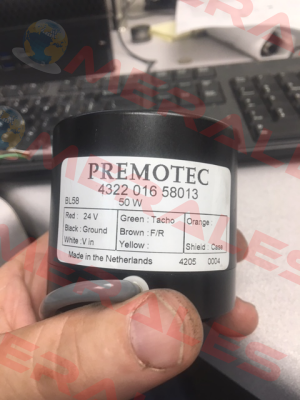 PREMOTEC
4322 016 58013
BL58 50 W
Red : 24 V Green : Tacho Orange :
Black : Ground Brown : F/R
White : V in Yellow : Shield : Case
Made in the Netherlands 4205 0004